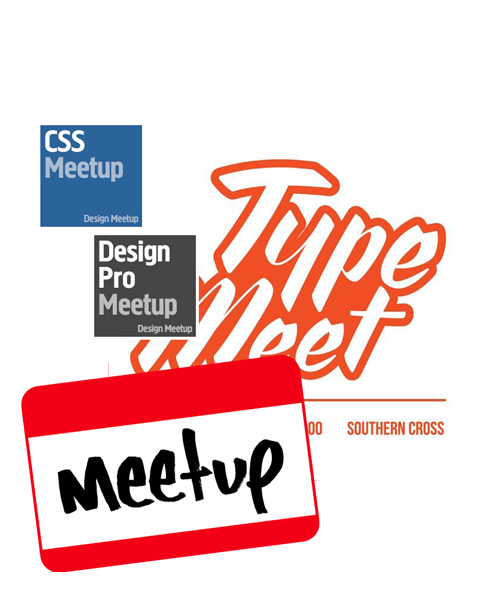 CSS
Meetup
Design Meetup
Type
Meet
Design
Pro
Meetup
Design Meetup
00 SOUTHERN CROSS
meetup